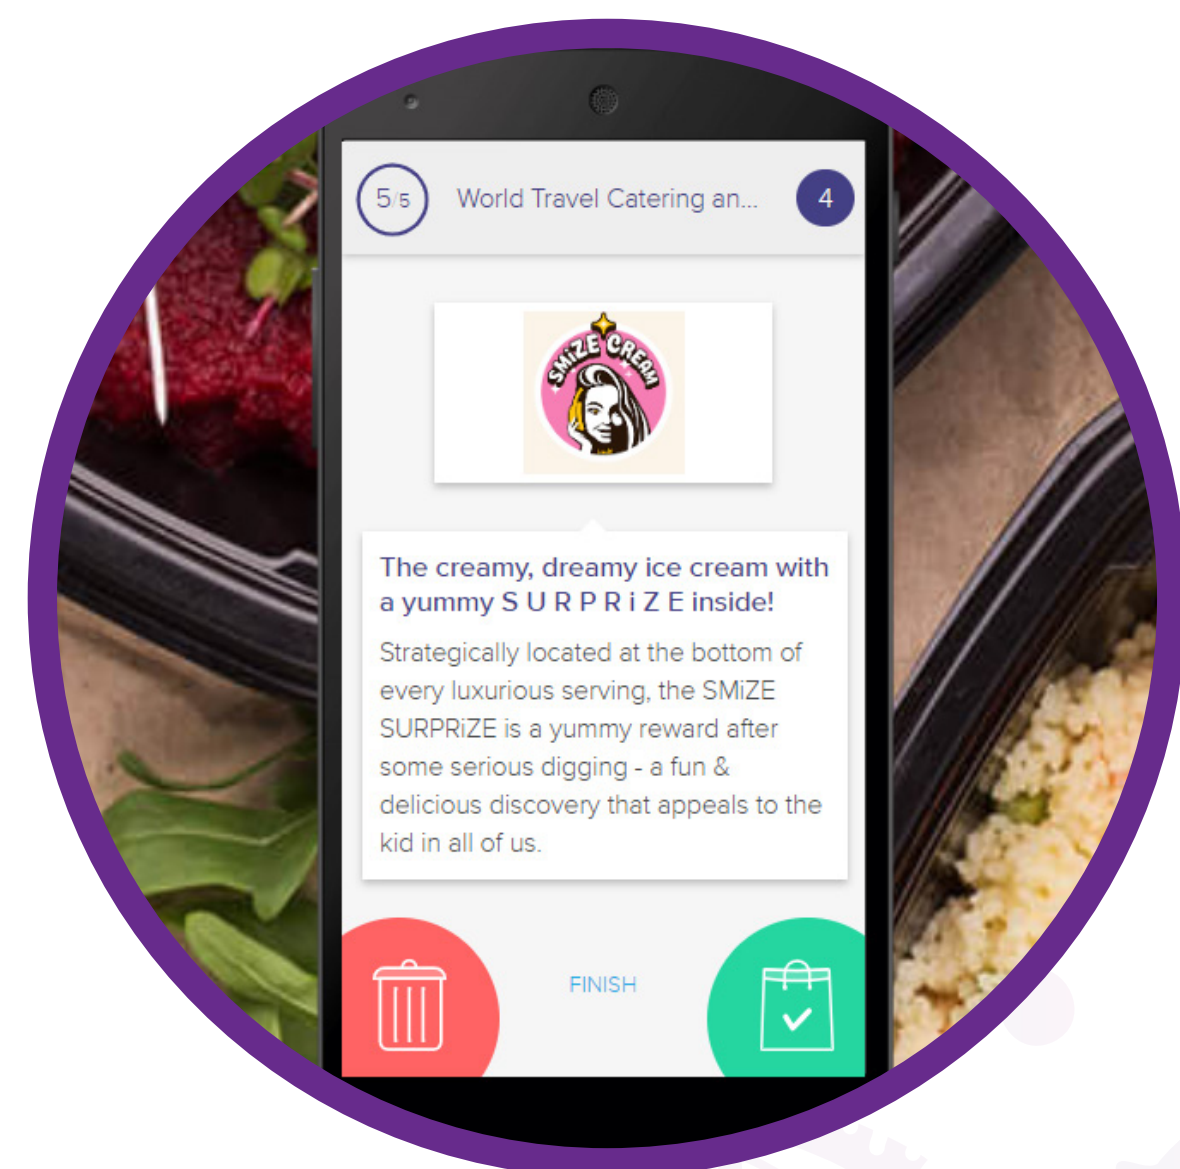 5/5
World Travel Catering an...
4
SMiZE CREAM
The creamy, dreamy ice cream with
a yummy S U R P R i Z E inside!
Strategically located at the bottom of
every luxurious serving, the SMiZE
SURPRiZE is a yummy reward after
some serious digging - a fun &
delicious discovery that appeals to the
kid in all of us.
FINISH